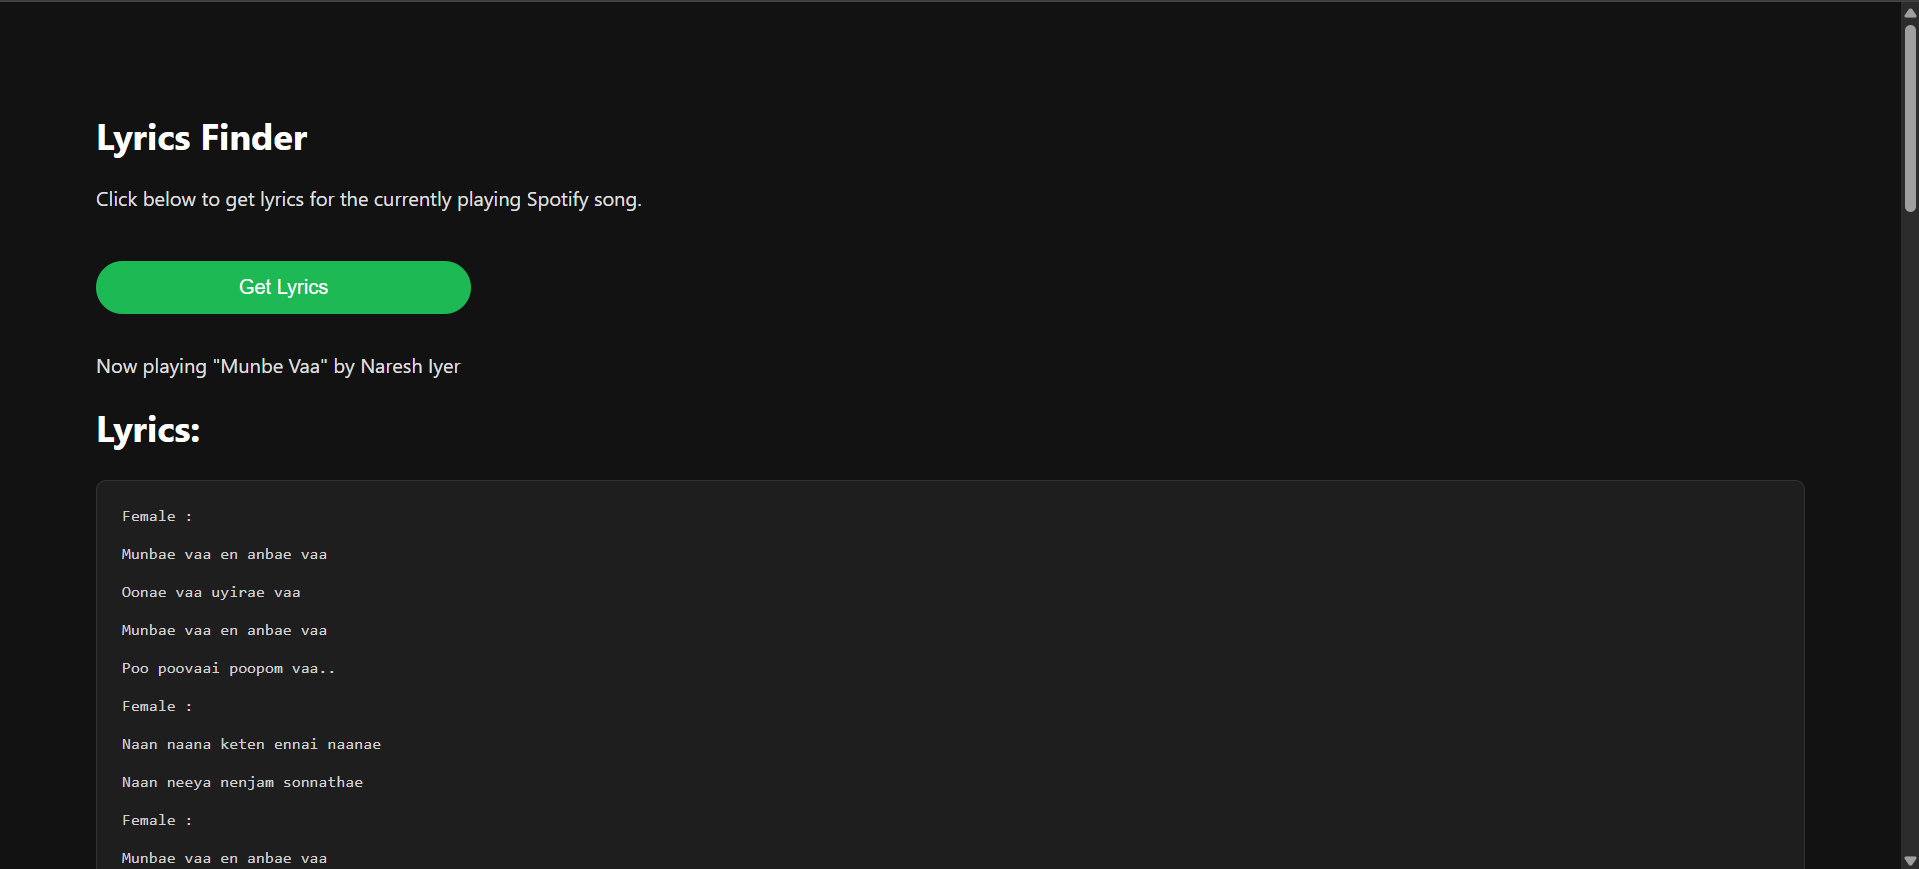 Lyrics Finder
Click below to get lyrics for the currently playing Spotify song.
Get Lyrics
Now playing "Munbe Vaa" by Naresh Iyer
Lyrics:
Female :
Munbae vaa en anbae vaa
Oonae vaa uyirae vaa
Munbae vaa en anbae vaa
Poo poovaai poopom vaa..
Female :
Naan naana keten ennai naanae
Naan neeya nenjam sonnathae
Female :
Munbae vaa en anbae vaa